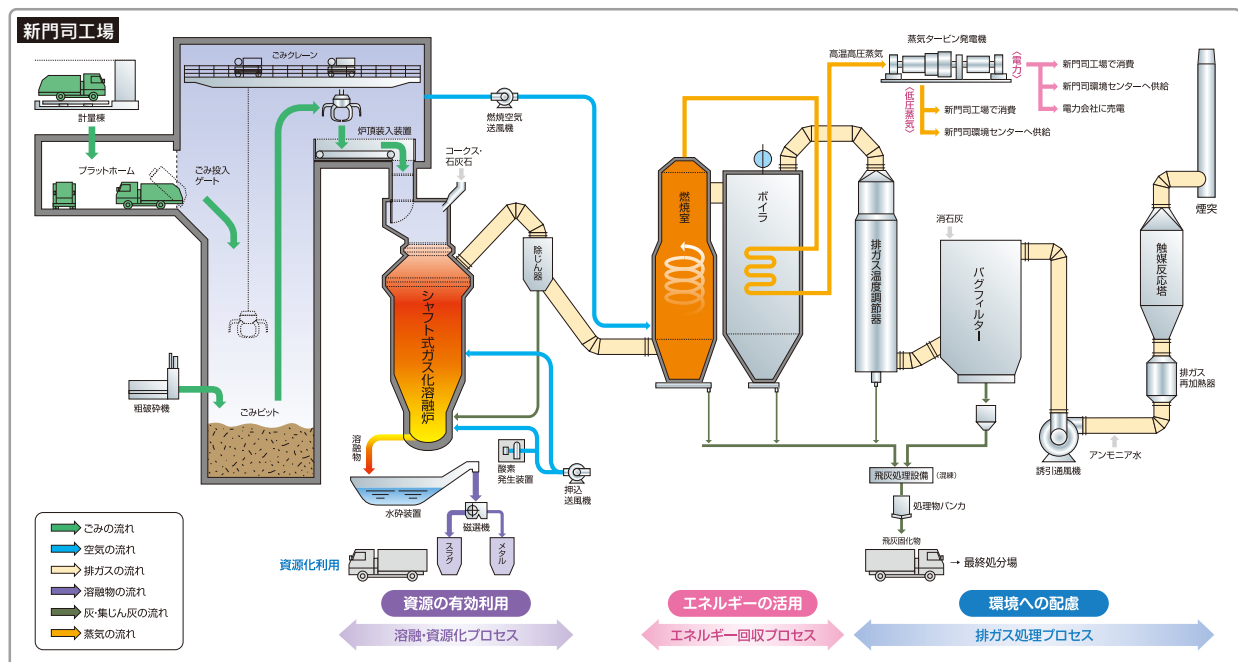 新門司工場
ごみクレーン
計量棟
プラットホーム
ごみ投入
ゲート
炉頂装入装置
コークス・
石灰石
燃焼空気
送風機
粗破砕機
ごみピット
シャフト式ガス化溶融炉
除じん器
溶融物
水砕装置
酸素
発生装置
押込
送風機
磁選機
スラグ
メタル
資源化利用
燃焼室
ボイラ
高温高圧蒸気
蒸気タービン発電機
〈電力〉
新門司工場で消費
新門司環境センターへ供給
電力会社に売電
〈低圧蒸気〉
新門司工場で消費
新門司環境センターへ供給
排ガス温度調節器
消石灰
バグフィルター
誘引通風機
アンモニア水
排ガス
再加熱器
触媒反応塔
煙突
飛灰処理設備
(混練)
処理物バンカ
飛灰固化物
→ 最終処分場
ごみの流れ
空気の流れ
排ガスの流れ
溶融物の流れ
灰・集じん灰の流れ
蒸気の流れ
資源の有効利用
溶融・資源化プロセス
エネルギーの活用
エネルギー回収プロセス
環境への配慮
排ガス処理プロセス